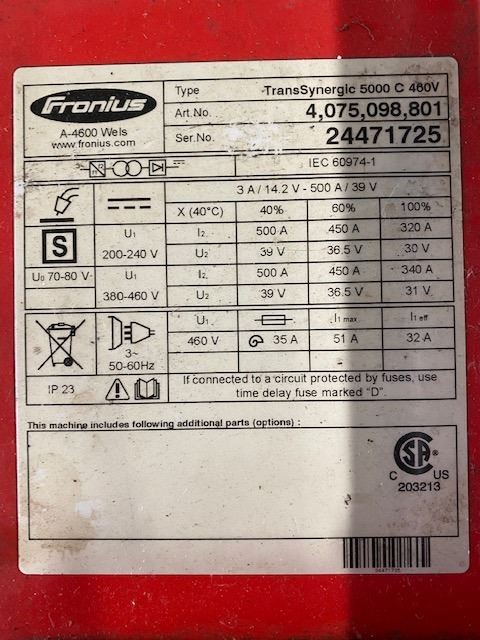 Fronius
A-4600 Wels
www.fronius.com
Type TransSynergic 5000 C 460V
Art.No. 4,075,098,801
Ser.No. 24471725
IEC 60974-1
3 A / 14.2 V - 500 A / 39 V
X (40°C) 40% 60% 100%
S
U1 I2 500 A 450 A 320 A
200-240 V U2 39 V 36.5 V 30 V
U0 70-80 V U1 I2 500 A 450 A 340 A
380-460 V U2 39 V 36.5 V 31 V
U1 I1 max I1 eff
460 V 35 A 51 A 32 A
3~
50-60Hz
IP 23
If connected to a circuit protected by fuses, use
time delay fuse marked "D".
This machine includes following additional parts (options) :
SA ®
C US
203213
24471725